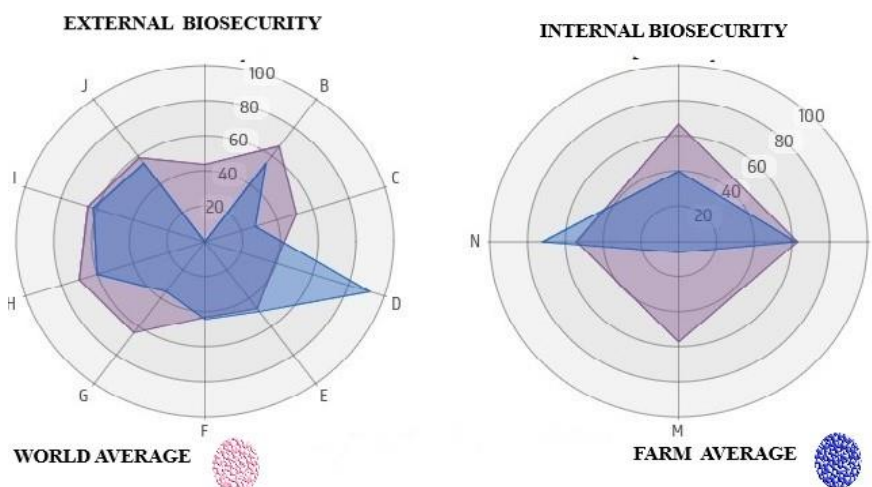 EXTERNAL BIOSECURITY
INTERNAL BIOSECURITY
100
80
60
40
20
J
B
C
D
E
F
G
H
I
100
80
60
40
20
N
M
WORLD AVERAGE
FARM AVERAGE